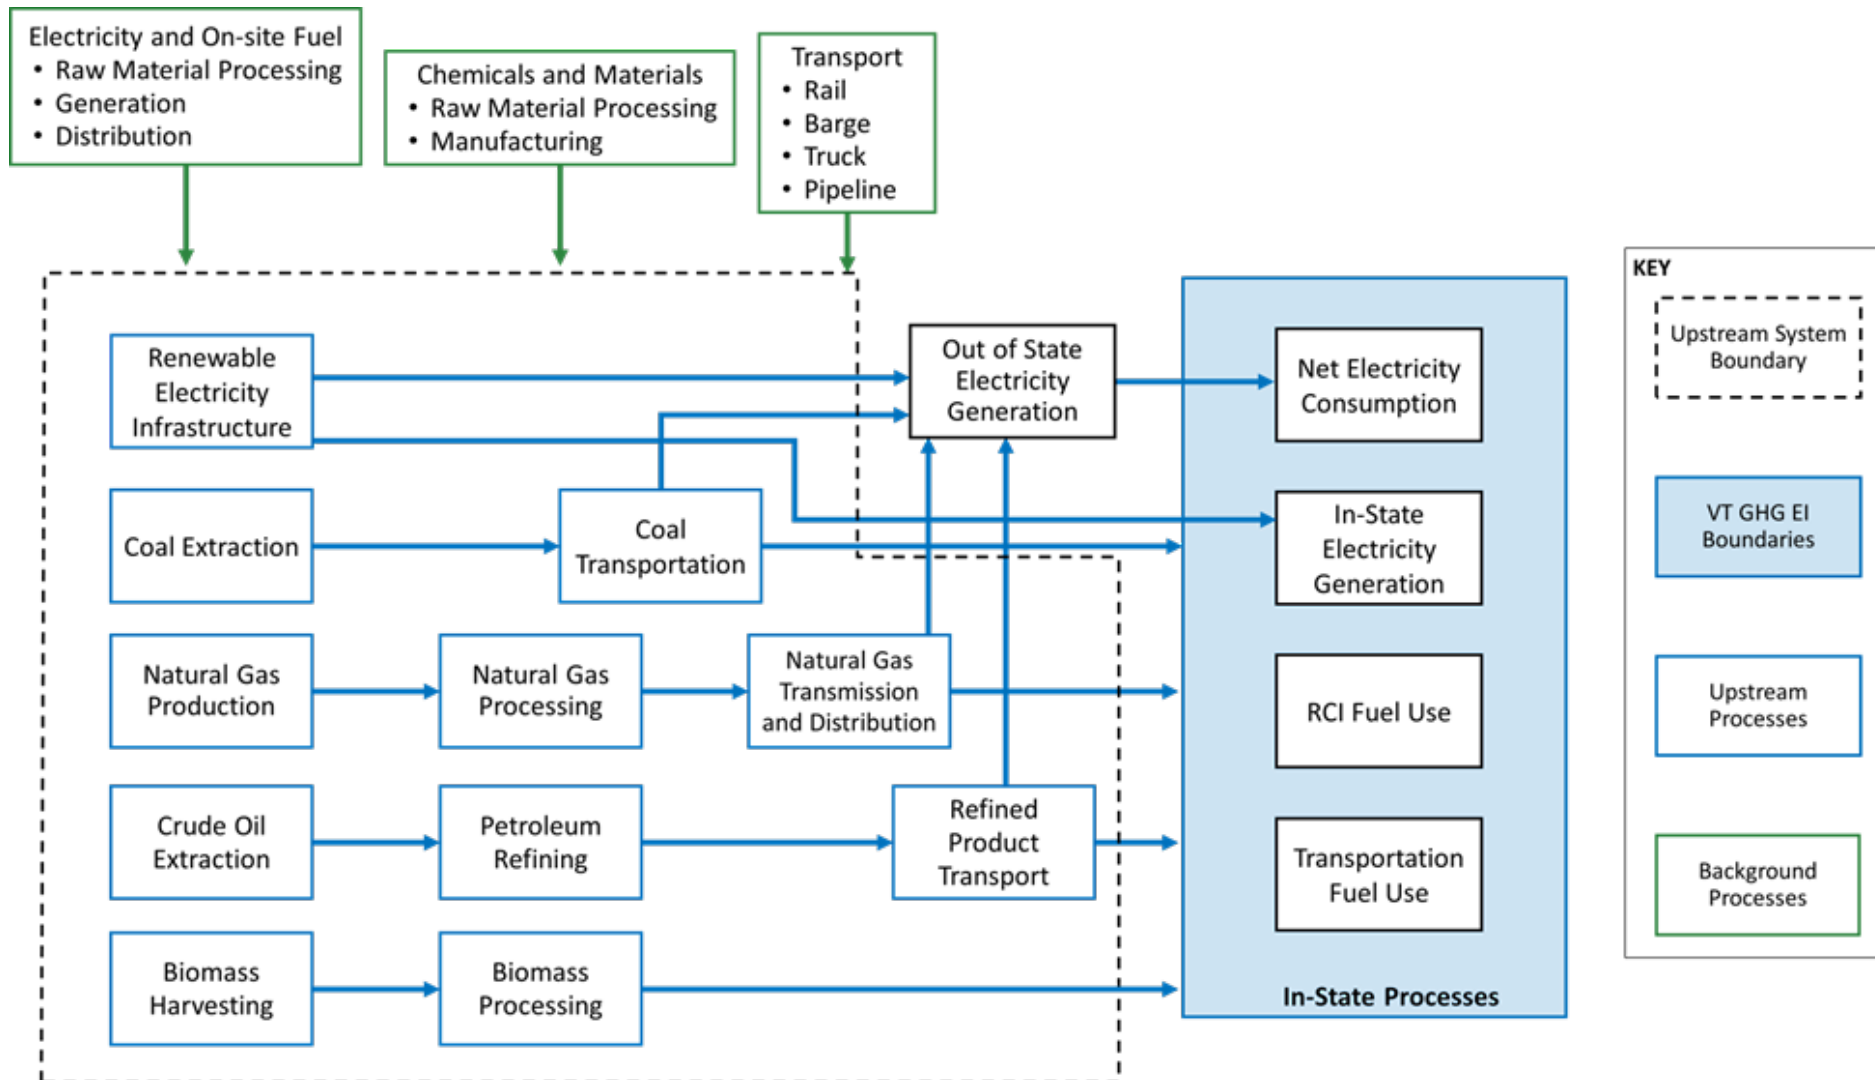 Electricity and On-site Fuel
• Raw Material Processing
• Generation
• Distribution
Chemicals and Materials
• Raw Material Processing
• Manufacturing
Transport
• Rail
• Barge
• Truck
• Pipeline
Renewable
Electricity
Infrastructure
Out of State
Electricity
Generation
Net Electricity
Consumption
Coal Extraction
Coal
Transportation
In-State
Electricity
Generation
Natural Gas
Production
Natural Gas
Processing
Natural Gas
Transmission
and Distribution
RCI Fuel Use
Crude Oil
Extraction
Petroleum
Refining
Refined
Product
Transport
Transportation
Fuel Use
Biomass
Harvesting
Biomass
Processing
In-State Processes
KEY
Upstream System
Boundary
VT GHG EI
Boundaries
Upstream
Processes
Background
Processes